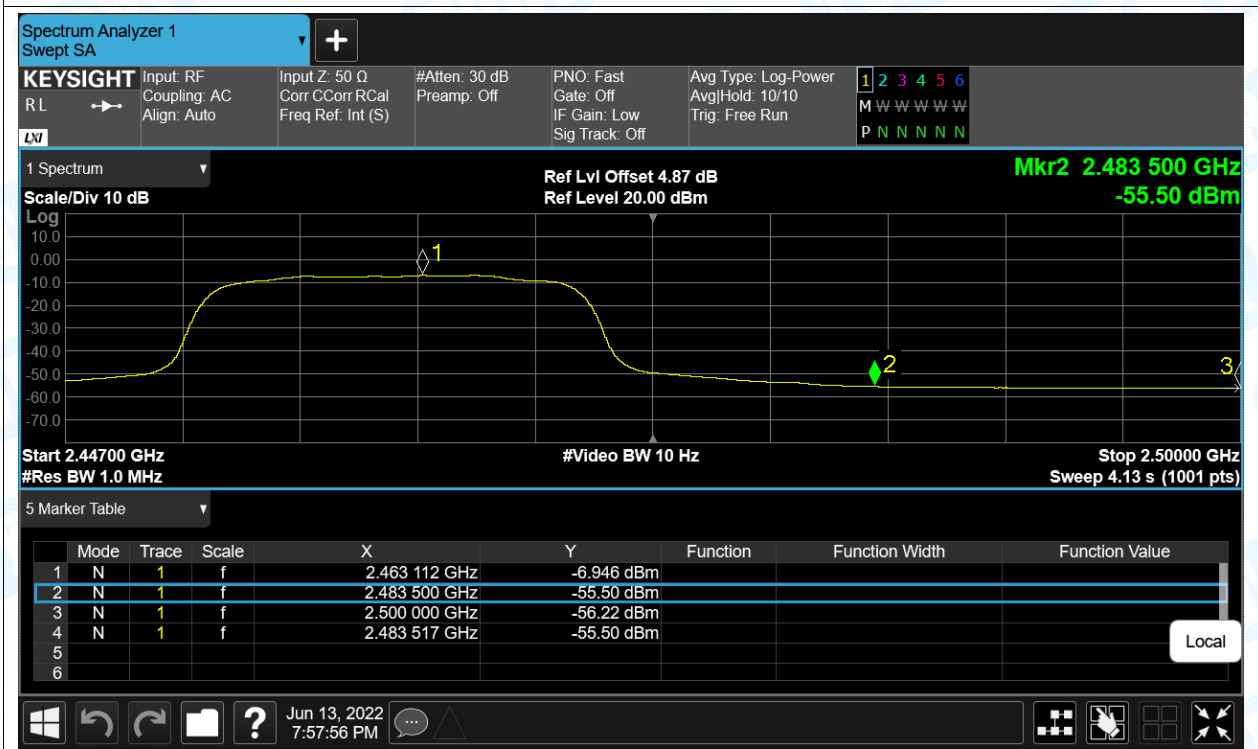 Spectrum Analyzer 1
Swept SA
KEYSIGHT
R L
LXI
Input: RF
Coupling: AC
Align: Auto
Input Z: 50 Ω
Corr CCorr RCal
Freq Ref: Int (S)
#Atten: 30 dB
Preamp: Off
PNO: Fast
Gate: Off
IF Gain: Low
Sig Track: Off
Avg Type: Log-Power
Avg|Hold: 10/10
Trig: Free Run
1 2 3 4 5 6
M W W W W W
P N N N N N
1 Spectrum
Scale/Div 10 dB
Ref Lvl Offset 4.87 dB
Ref Level 20.00 dBm
Mkr2 2.483 500 GHz
-55.50 dBm
Log
10.0
0.00
-10.0
-20.0
-30.0
-40.0
-50.0
-60.0
-70.0
1
2
3
Start 2.44700 GHz
#Res BW 1.0 MHz
#Video BW 10 Hz
Stop 2.50000 GHz
Sweep 4.13 s (1001 pts)
5 Marker Table
Mode Trace Scale X Y Function Function Width Function Value
1 N 1 f 2.463 112 GHz -6.946 dBm
2 N 1 f 2.483 500 GHz -55.50 dBm
3 N 1 f 2.500 000 GHz -56.22 dBm
4 N 1 f 2.483 517 GHz -55.50 dBm
5
6
Local
?
Jun 13, 2022
7:57:56 PM